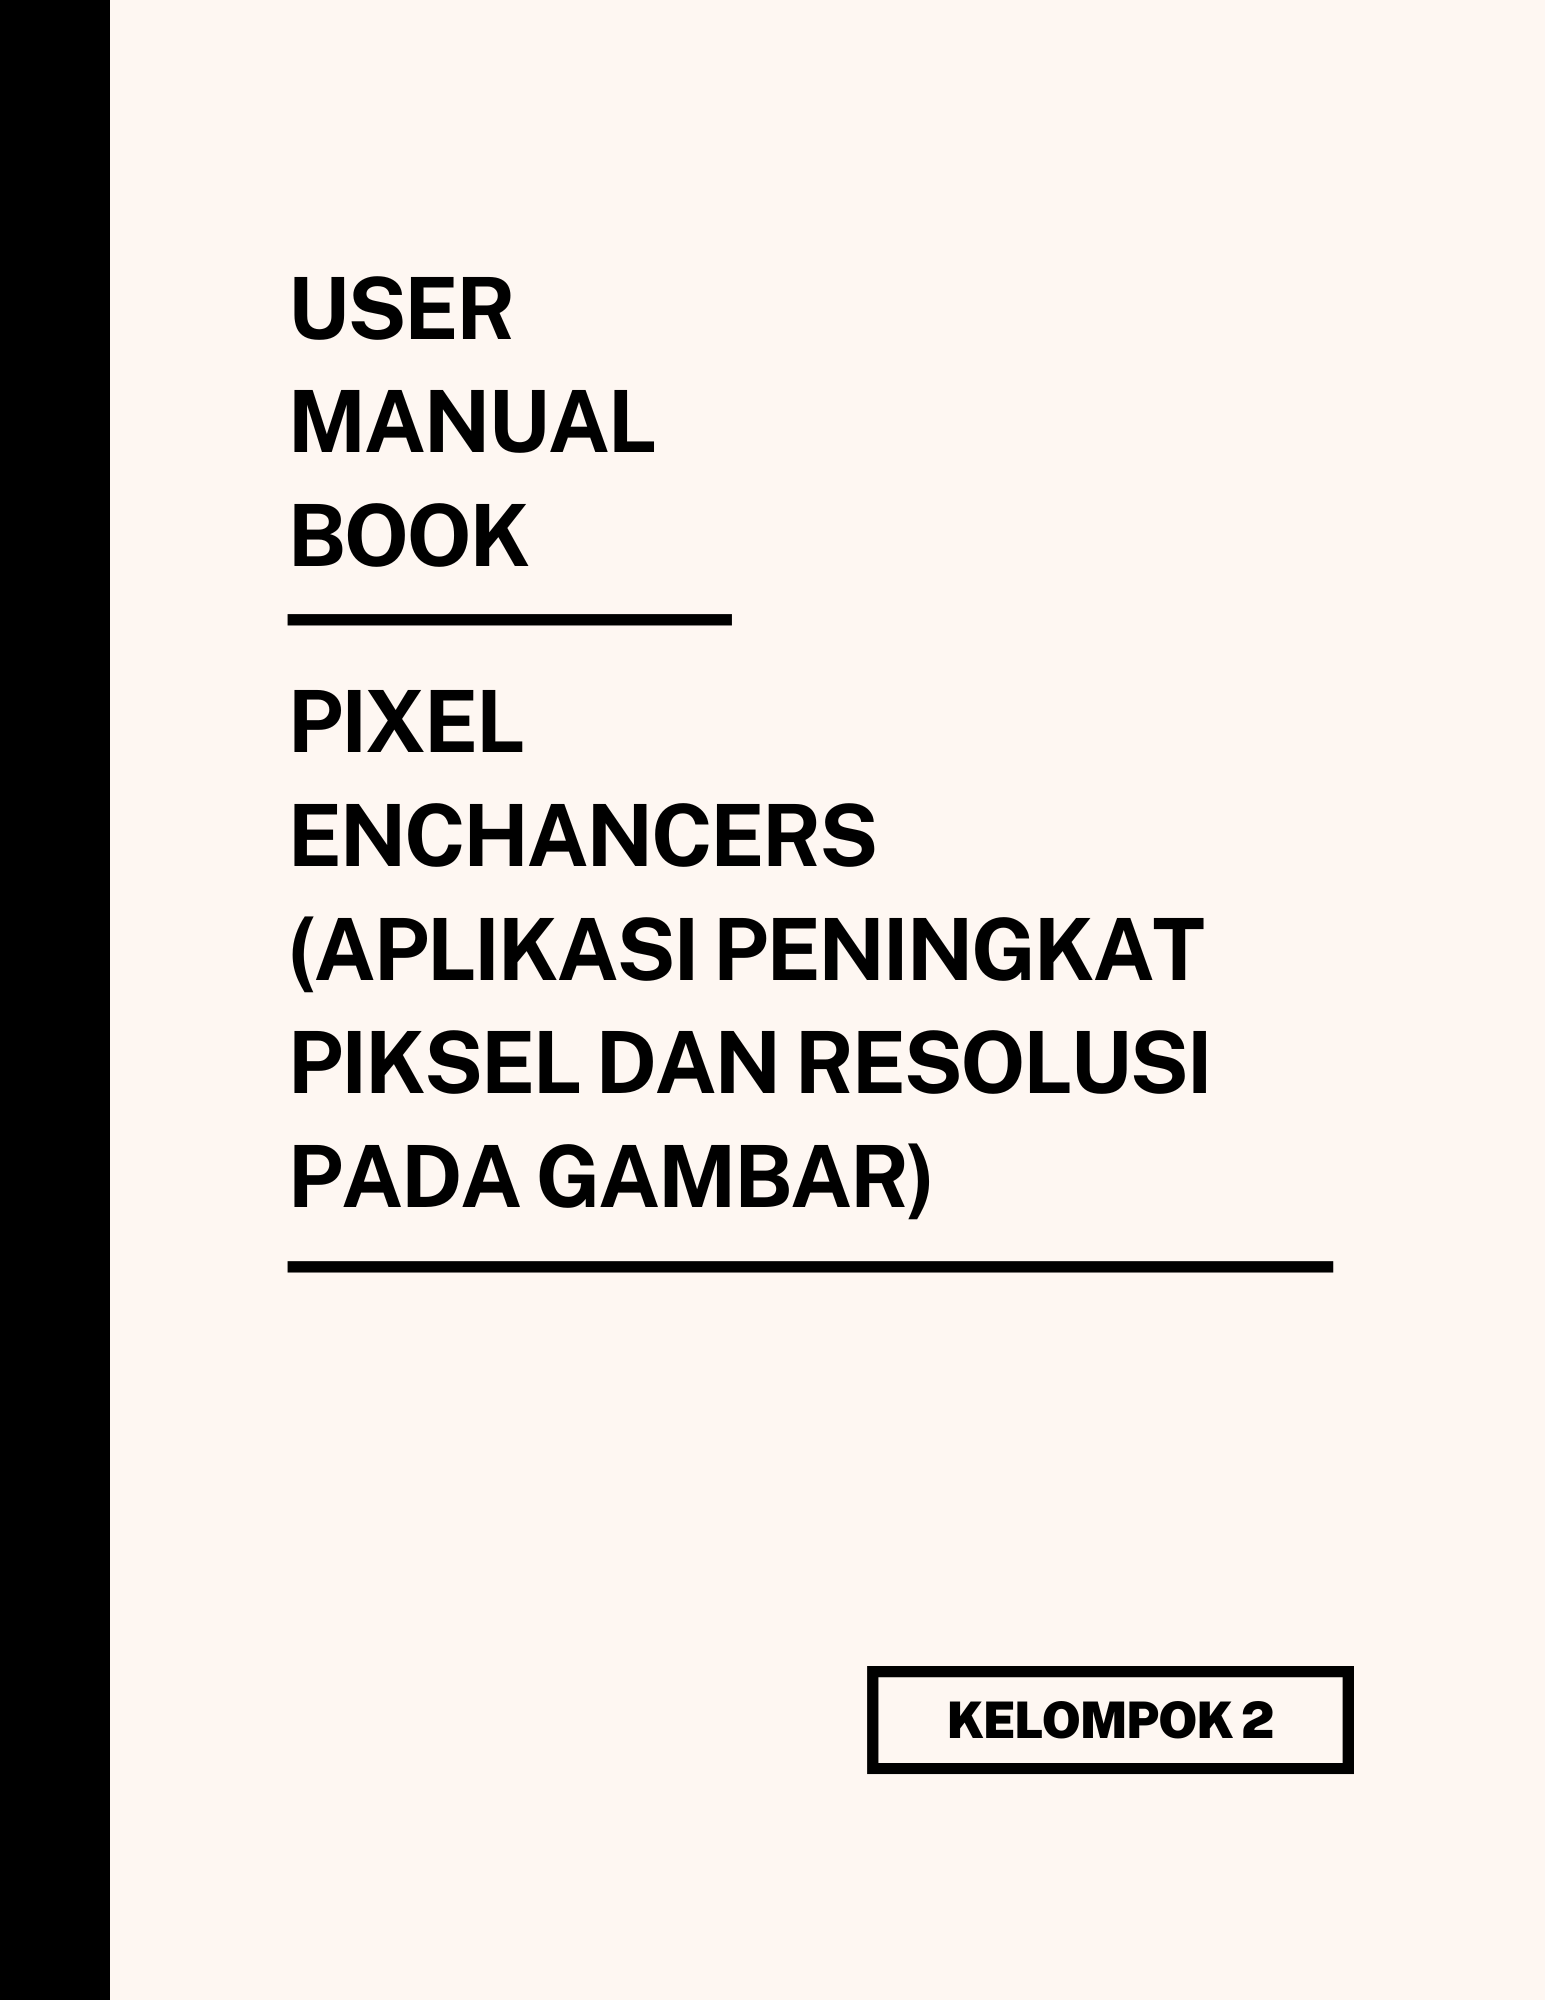 USER
MANUAL
BOOK
PIXEL
ENCHANCERS
(APLIKASI PENINGKAT
PIKSEL DAN RESOLUSI
PADA GAMBAR)
KELOMPOK 2